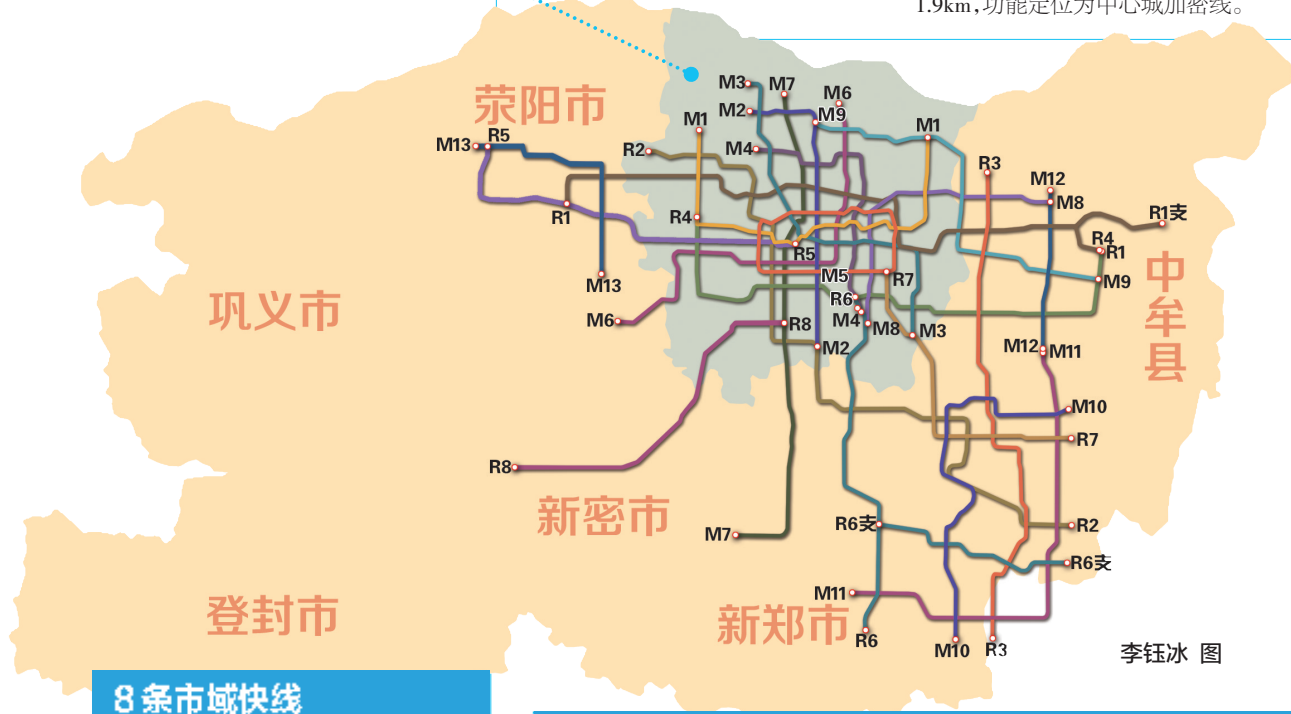 1.9km，功能定位为中心城加密线。
M3
M7
M6
荥阳市
M2
M9
M1
M1
M13
R5
R2
M4
R3
M12
M8
R1
R4
R1支
R5
R4
R1
M5
R7
M9
中牟县
M13
R6
巩义市
M6
R8
M4
M8
M3
M2
M12
M11
M10
R7
R8
新密市
R6支
R2
M7
R6支
M11
登封市
新郑市
R6
M10
R3
李钰冰 图
8条市域快线